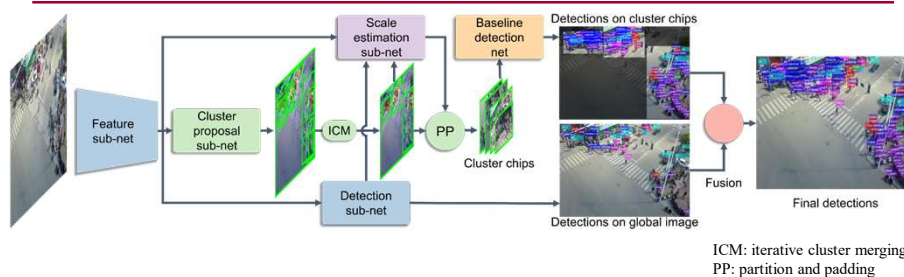 Scale
estimation
sub-net
Baseline
detection
net
Detections on cluster chips
Feature
sub-net
Cluster
proposal
sub-net
ICM
PP
Cluster chips
Detection
sub-net
Fusion
Detections on global image
Final detections
ICM: iterative cluster merging
PP: partition and padding